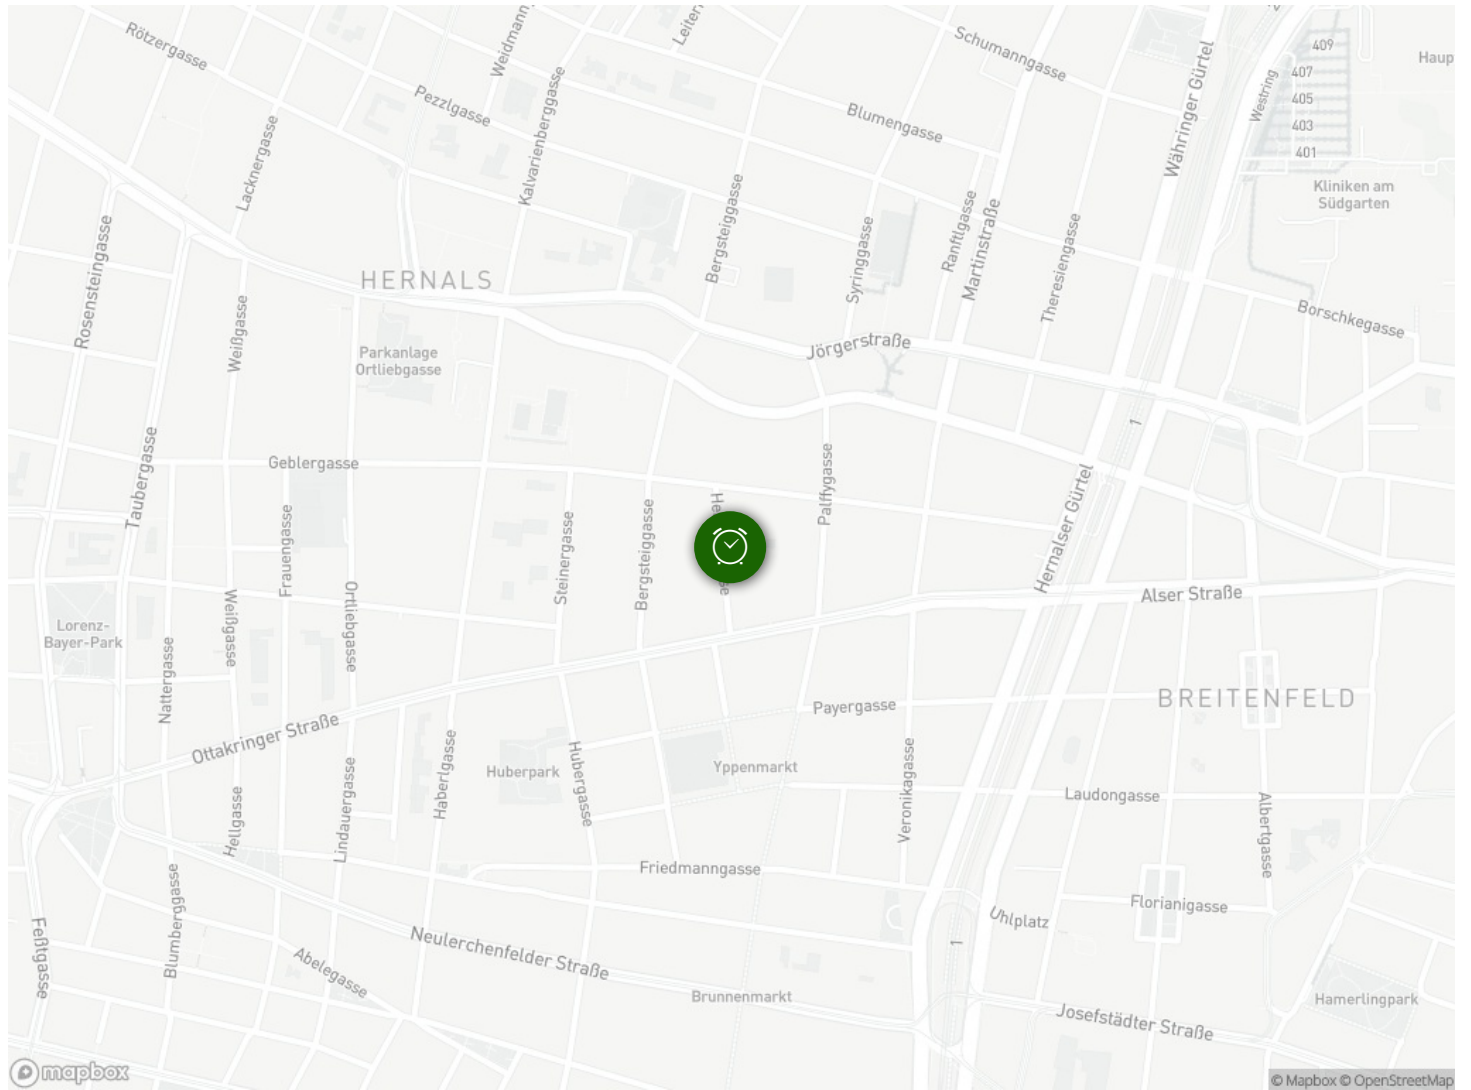 Rötzergasse
Weidmann
Leiter
Schumanngasse
409
Haup
407
405
403
401
Westring
Währinger Gürtel
Pezzlgasse
Kalvarienberggasse
Blumengasse
Lacknergasse
Kliniken am
Südgarten
Rosensteingasse
Bergsteiggasse
Syringgasse
Ranftlgasse
Martinstraße
Theresiengasse
HERNALS
Borschkegasse
Weißgasse
Parkanlage
Ortliebgasse
Jörgerstraße
1
Taubergasse
Geblergasse
Palffygasse
Hernalser Gürtel
Frauengasse
Steinergasse
Bergsteiggasse
He
se
Alser Straße
Lorenz-
Bayer-Park
Weißgasse
Ortliebgasse
Nattergasse
Payergasse
BREITENFELD
Ottakringer Straße
Haberlgasse
Huberpark
Hubergasse
Yppenmarkt
Veronikagasse
Laudongasse
Albertgasse
Hellgasse
Lindauergasse
Friedmanngasse
Blumberggasse
Florianigasse
Uhlplatz
Feßtgasse
Neulerchenfelder Straße
1
Abelegasse
Brunnenmarkt
Hamerlingpark
Josefstädter Straße
mapbox
© Mapbox © OpenStreetMap